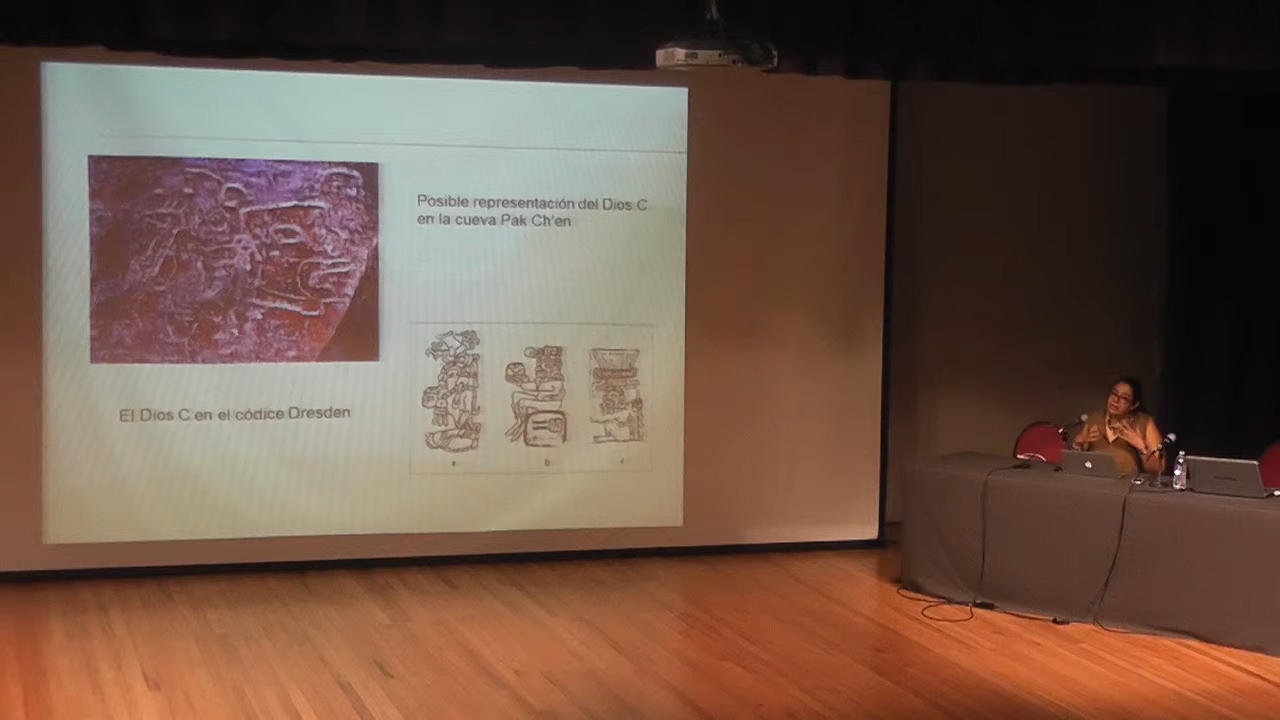 Posible representación del Dios C
en la cueva Pak Ch'en
El Dios C en el códice Dresden
a b c